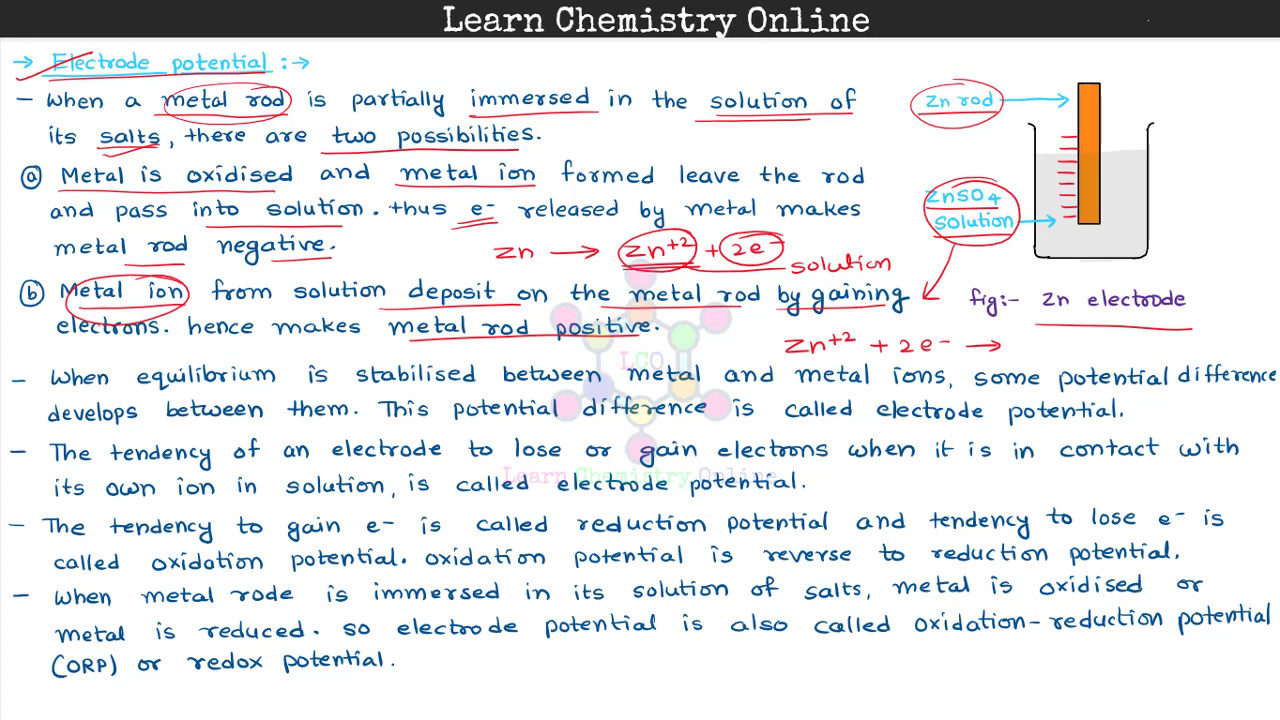 Learn Chemistry Online
→ Electrode potential :→
- When a metal rod is partially immersed in the solution of
its salts, there are two possibilities.
ⓐ Metal is oxidised and metal ion formed leave the rod
and pass into solution. thus e- released by metal makes
metal rod negative.
Zn → Zn+2 + 2e-
solution
ⓑ Metal ion from solution deposit on the metal rod by gaining
electrons. hence makes metal rod positive.
Zn+2 + 2e- →
Zn rod
ZnSO4
solution
fig:- Zn electrode
- When equilibrium is stabilised between metal and metal ions, some potential difference
develops between them. This potential difference is called electrode potential.
- The tendency of an electrode to lose or gain electrons when it is in contact with
its own ion in solution, is called electrode potential.
- The tendency to gain e- is called reduction potential and tendency to lose e- is
called oxidation potential. oxidation potential is reverse to reduction potential.
- When metal rode is immersed in its solution of salts, metal is oxidised or
metal is reduced. so electrode potential is also called oxidation-reduction potential
(ORP) or redox potential.
LCO
Learn Chemistry Online